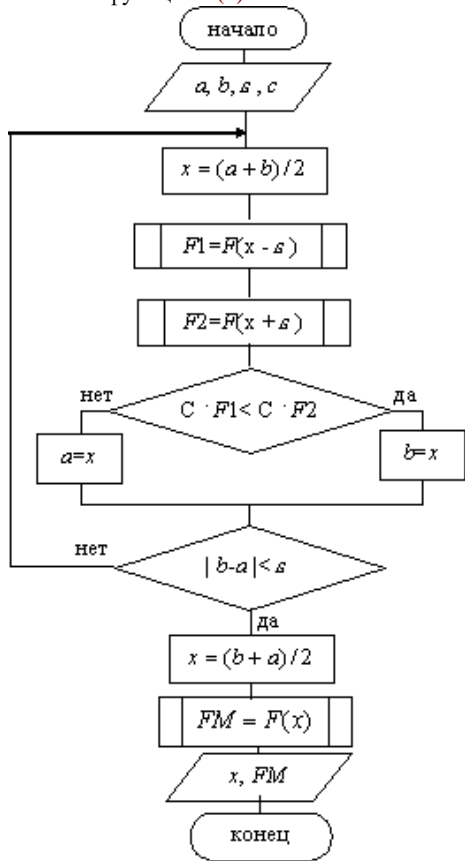 начало
a, b, ε, c
x = (a + b)/2
F1=F(x - ε)
F2=F(x + ε)
нет
да
C · F1< C · F2
a=x
b=x
нет
| b-a |< ε
да
x = (b + a)/2
FM = F(x)
x, FM
конец